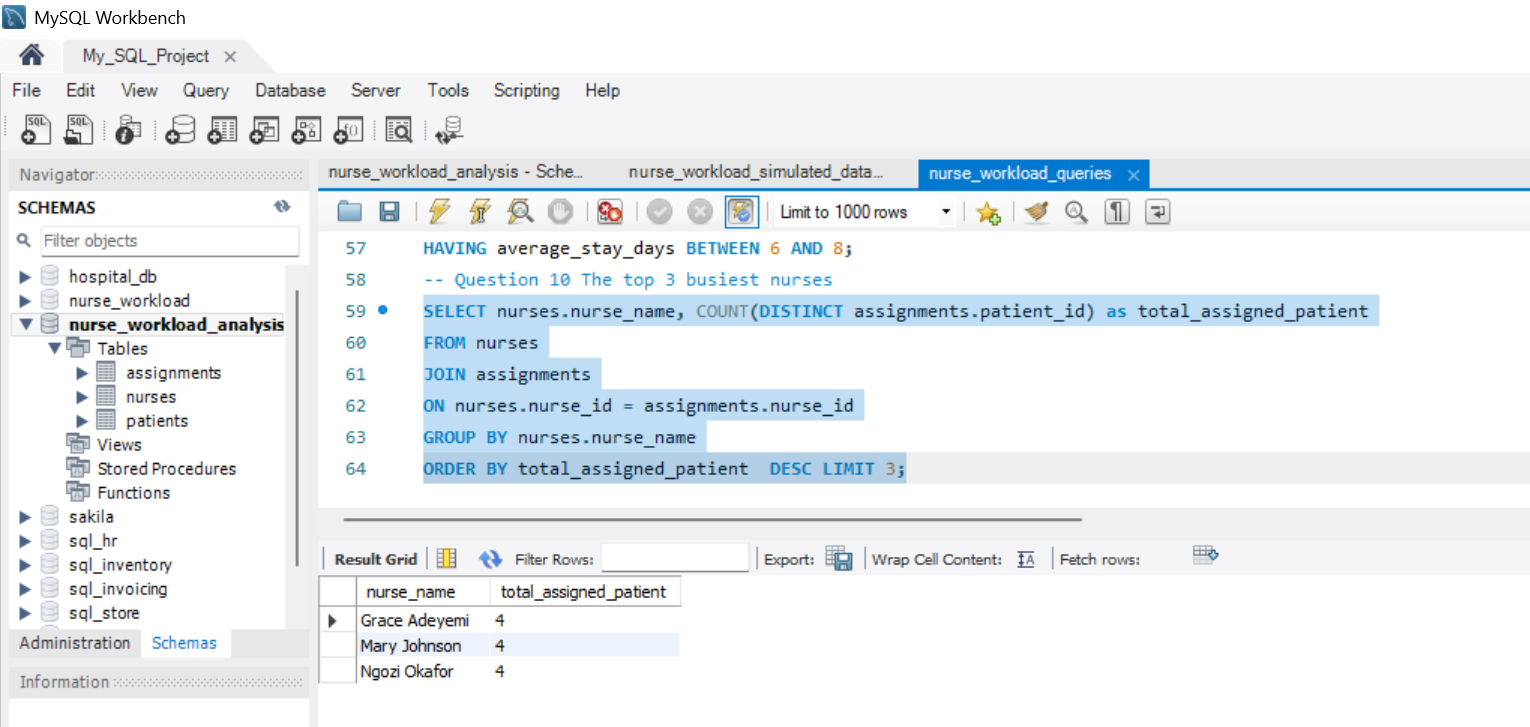 MySQL Workbench
My_SQL_Project
File Edit View Query Database Server Tools Scripting Help
SQL SQL
Navigator
SCHEMAS
Filter objects
hospital_db
nurse_workload
nurse_workload_analysis
Tables
assignments
nurses
patients
Views
Stored Procedures
Functions
sakila
sql_hr
sql_inventory
sql_invoicing
sql_store
Administration Schemas
Information
nurse_workload_analysis - Sche... nurse_workload_simulated_data... nurse_workload_queries
Limit to 1000 rows
57 HAVING average_stay_days BETWEEN 6 AND 8;
58 -- Question 10 The top 3 busiest nurses
59 SELECT nurses.nurse_name, COUNT(DISTINCT assignments.patient_id) as total_assigned_patient
60 FROM nurses
61 JOIN assignments
62 ON nurses.nurse_id = assignments.nurse_id
63 GROUP BY nurses.nurse_name
64 ORDER BY total_assigned_patient  DESC LIMIT 3;
Result Grid Filter Rows: Export: Wrap Cell Content: Fetch rows:
nurse_name total_assigned_patient
Grace Adeyemi 4
Mary Johnson 4
Ngozi Okafor 4